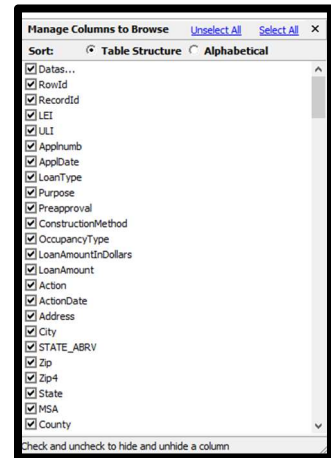 Manage Columns to Browse Unselect All Select All ×
Sort: Table Structure Alphabetical
Datas...
RowId
RecordId
LEI
ULI
Applnumb
ApplDate
LoanType
Purpose
Preapproval
ConstructionMethod
OccupancyType
LoanAmountInDollars
LoanAmount
Action
ActionDate
Address
City
STATE_ABRV
Zip
Zip4
State
MSA
County
Check and uncheck to hide and unhide a column